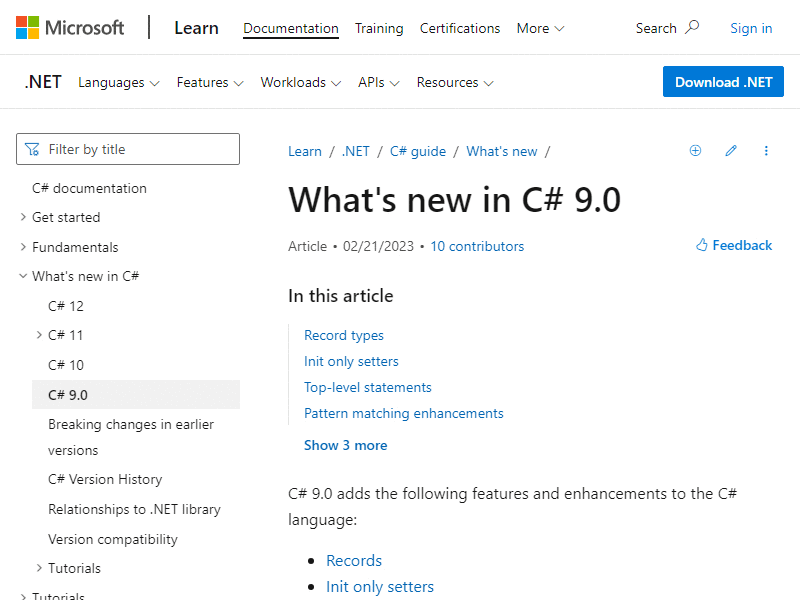 Microsoft
Learn
Documentation
Training
Certifications
More
Search
Sign in
.NET
Languages
Features
Workloads
APIs
Resources
Download .NET
Filter by title
C# documentation
Get started
Fundamentals
What's new in C#
C# 12
C# 11
C# 10
C# 9.0
Breaking changes in earlier
versions
C# Version History
Relationships to .NET library
Version compatibility
Tutorials
Tutorials
Learn / .NET / C# guide / What's new /
What's new in C# 9.0
Article • 02/21/2023 • 10 contributors
Feedback
In this article
Record types
Init only setters
Top-level statements
Pattern matching enhancements
Show 3 more
C# 9.0 adds the following features and enhancements to the C#
language:
• Records
• Init only setters